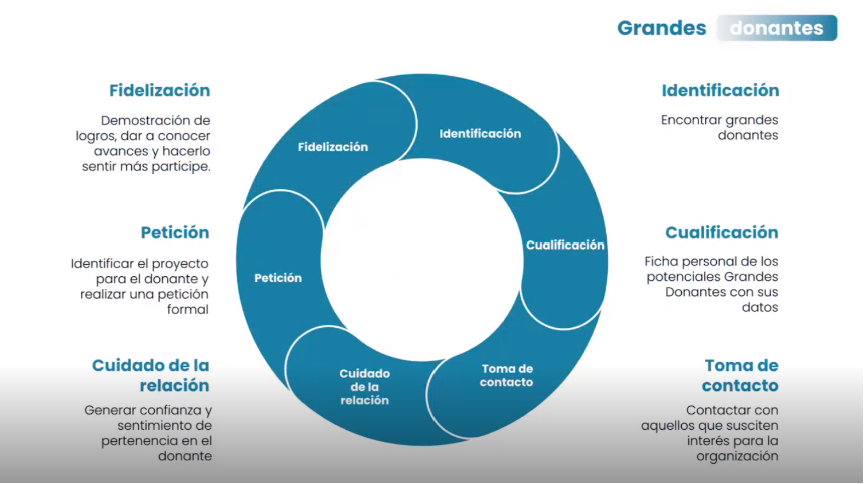 Grandes donantes
Fidelización
Demostración de
logros, dar a conocer
avances y hacerlo
sentir más participe.
Petición
Identificar el proyecto
para el donante y
realizar una petición
formal
Cuidado de la
relación
Generar confianza y
sentimiento de
pertenencia en el
donante
Fidelización
Identificación
Cualificación
Petición
Toma de
contacto
Cuidado
de la
relación
Identificación
Encontrar grandes
donantes
Cualificación
Ficha personal de los
potenciales Grandes
Donantes con sus
datos
Toma de
contacto
Contactar con
aquellos que susciten
interés para la
organización